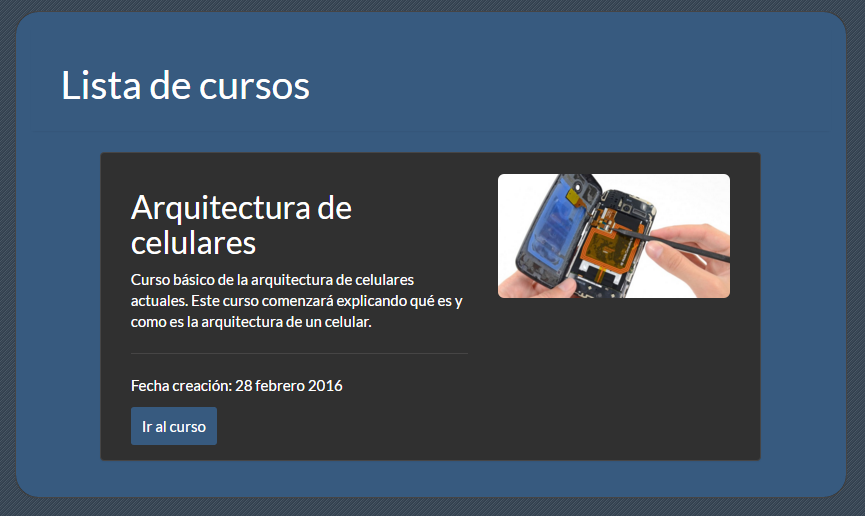 Lista de cursos
Arquitectura de
celulares
Curso básico de la arquitectura de celulares
actuales. Este curso comenzará explicando qué es y
como es la arquitectura de un celular.
Fecha creación: 28 febrero 2016
Ir al curso